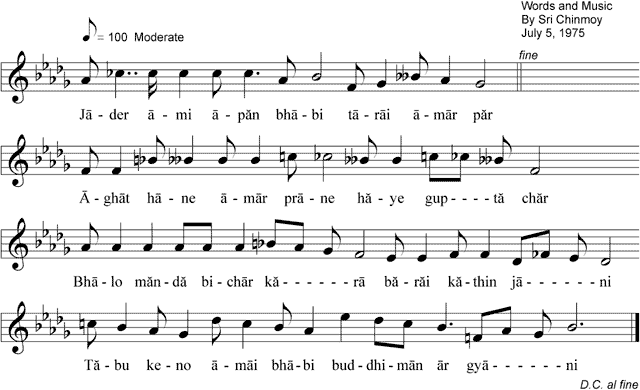 Words and Music
By Sri Chinmoy
July 5, 1975
= 100 Moderate
fine
Jā-der ā-mi ā-păn bhā-bi tā-rāi ā-mār păr
Ā-ghāt hā-ne ā-mār prā-ne hă-ye gup----tă chăr
Bhā-lo măn-dă bi-chār kă------rā bă-răi kă-thin jā-----ni
Tă-bu ke-no ā-māi bhā-bi bud-dhi-mān ār gyā-----ni
D.C. al fine